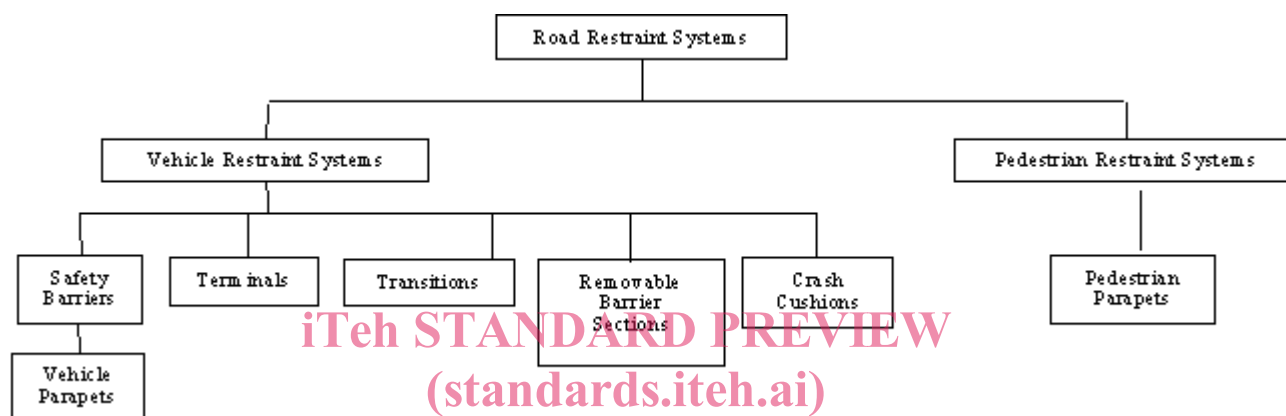 Road Restraint Systems
Vehicle Restraint Systems
Pedestrian Restraint Systems
Safety
Barriers
Terminals
Transitions
Removable
Barrier
Sections
Crash
Cushions
Pedestrian
Parapets
iTeh STANDARD PREVIEW
Vehicle
Parapets
(standards.iteh.ai)